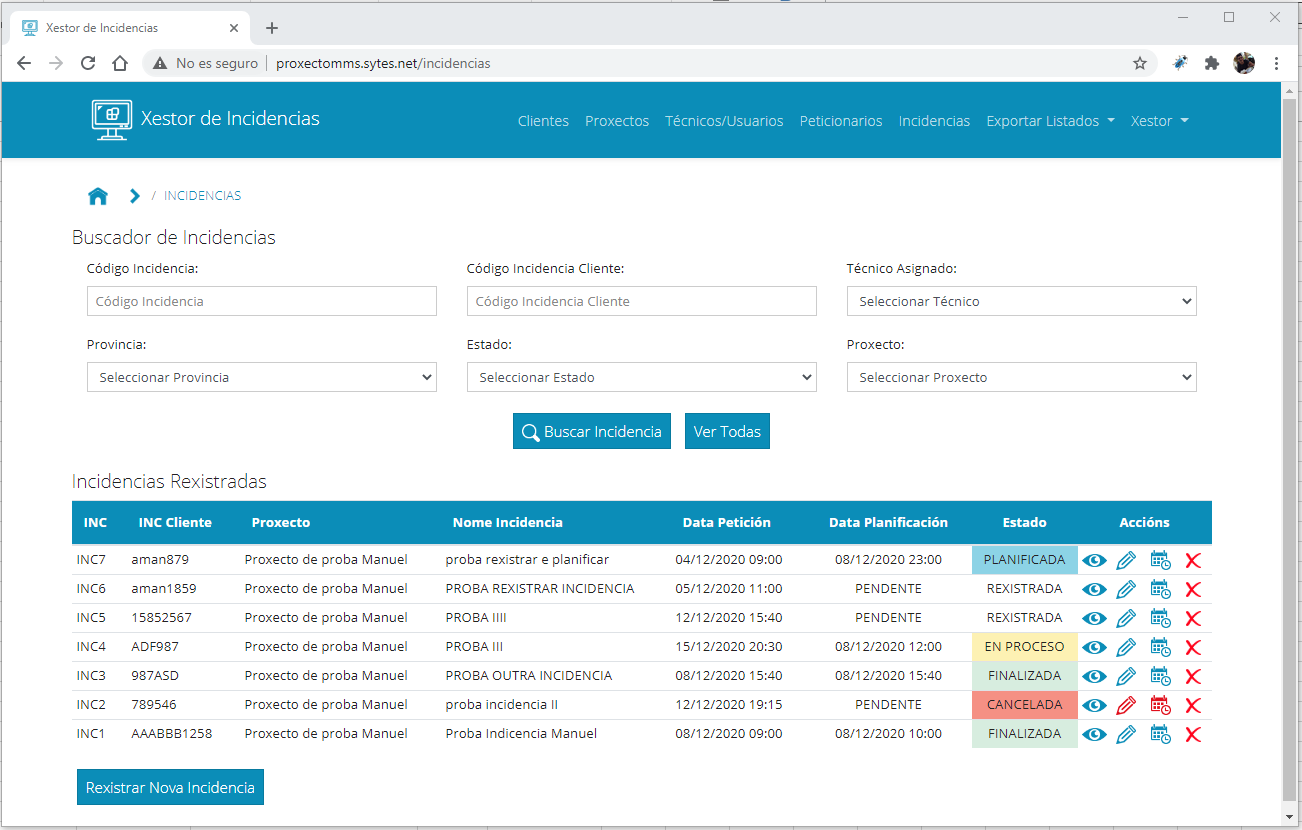 Xestor de Incidencias
No es seguro proxectomms.sytes.net/incidencias
Xestor de Incidencias Clientes Proxectos Técnicos/Usuarios Peticionarios Incidencias Exportar Listados Xestor
/ INCIDENCIAS
Buscador de Incidencias
Código Incidencia: Código Incidencia Cliente: Técnico Asignado:
Código Incidencia Código Incidencia Cliente Seleccionar Técnico
Provincia: Estado: Proxecto:
Seleccionar Provincia Seleccionar Estado Seleccionar Proxecto
Buscar Incidencia Ver Todas
Incidencias Rexistradas
INC INC Cliente Proxecto Nome Incidencia Data Petición Data Planificación Estado Accións
INC7 aman879 Proxecto de proba Manuel proba rexistrar e planificar 04/12/2020 09:00 08/12/2020 23:00 PLANIFICADA
INC6 aman1859 Proxecto de proba Manuel PROBA REXISTRAR INCIDENCIA 05/12/2020 11:00 PENDENTE REXISTRADA
INC5 15852567 Proxecto de proba Manuel PROBA IIII 12/12/2020 15:40 PENDENTE REXISTRADA
INC4 ADF987 Proxecto de proba Manuel PROBA III 15/12/2020 20:30 08/12/2020 12:00 EN PROCESO
INC3 987ASD Proxecto de proba Manuel PROBA OUTRA INCIDENCIA 08/12/2020 15:40 08/12/2020 15:40 FINALIZADA
INC2 789546 Proxecto de proba Manuel proba incidencia II 12/12/2020 19:15 PENDENTE CANCELADA
INC1 AAABBB1258 Proxecto de proba Manuel Proba Indicencia Manuel 08/12/2020 09:00 08/12/2020 10:00 FINALIZADA
Rexistrar Nova Incidencia